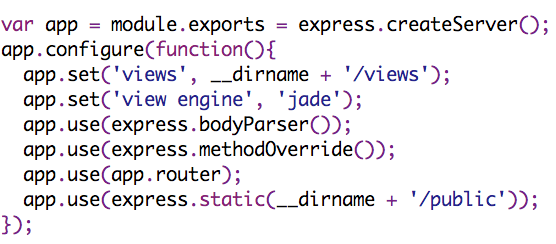 var app = module.exports = express.createServer();
app.configure(function(){
  app.set('views', __dirname + '/views');
  app.set('view engine', 'jade');
  app.use(express.bodyParser());
  app.use(express.methodOverride());
  app.use(app.router);
  app.use(express.static(__dirname + '/public'));
});